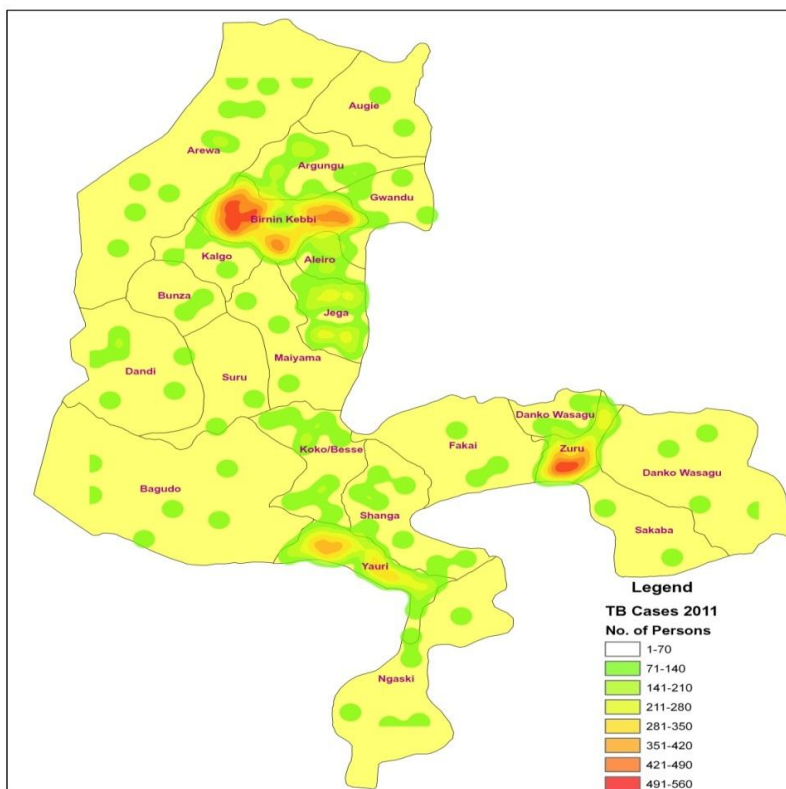 Augie
Arewa
Argungu
Gwandu
Birnin Kebbi
Kalgo
Aleiro
Bunza
Jega
Maiyama
Dandi
Suru
Danko Wasagu
Koko/Besse
Fakai
Zuru
Danko Wasagu
Bagudo
Shanga
Sakaba
Yauri
Ngaski
Legend
TB Cases 2011
No. of Persons
1-70
71-140
141-210
211-280
281-350
351-420
421-490
491-560